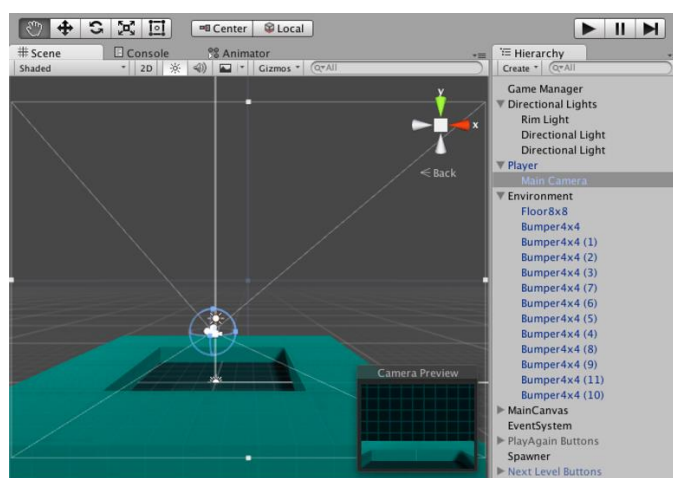 Center Local
Scene Console Animator
Shaded 2D Gizmos All
y
x
Back
Camera Preview
Hierarchy
Create All
Game Manager
Directional Lights
Rim Light
Directional Light
Directional Light
Player
Main Camera
Environment
Floor8x8
Bumper4x4
Bumper4x4 (1)
Bumper4x4 (2)
Bumper4x4 (3)
Bumper4x4 (7)
Bumper4x4 (6)
Bumper4x4 (5)
Bumper4x4 (4)
Bumper4x4 (8)
Bumper4x4 (9)
Bumper4x4 (11)
Bumper4x4 (10)
MainCanvas
EventSystem
PlayAgain Buttons
Spawner
Next Level Buttons